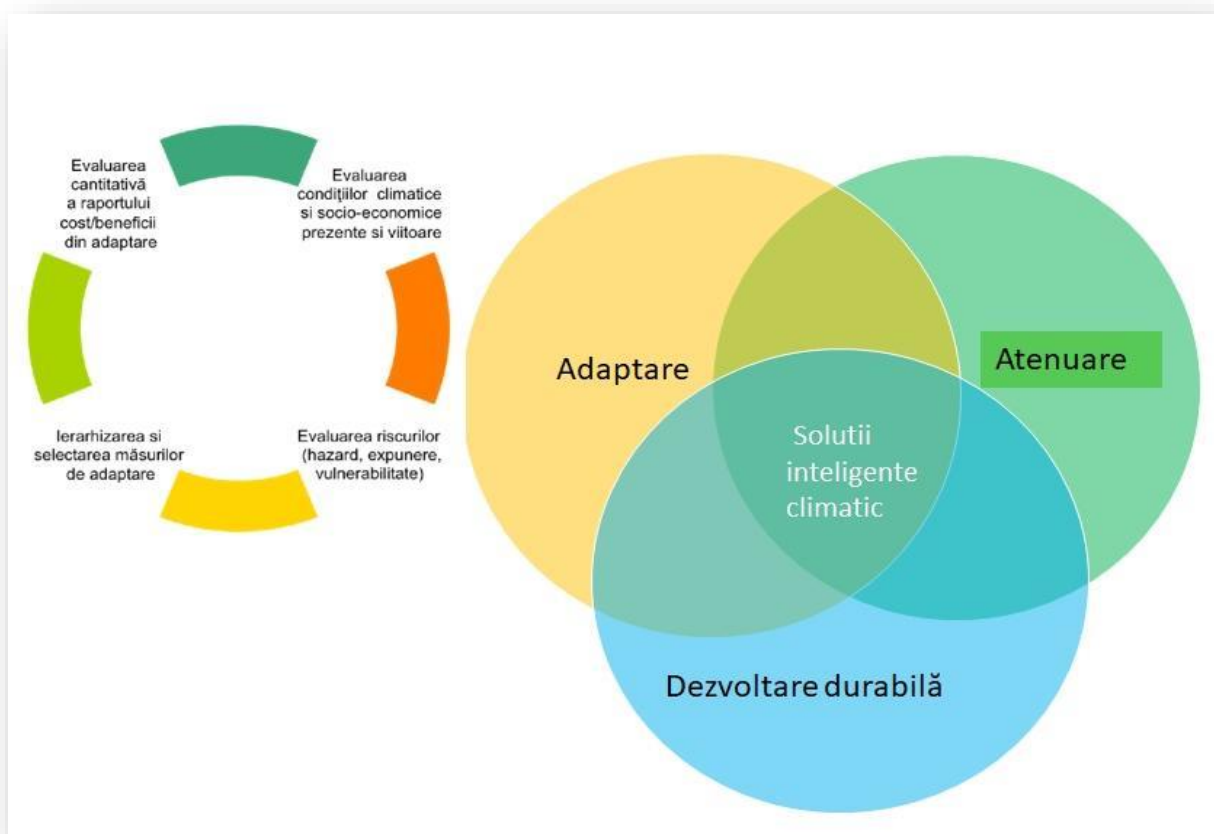 Evaluarea
cantitativă
a raportului
cost/beneficii
din adaptare
Evaluarea
condițiilor climatice
si socio-economice
prezente si viitoare
Ierarhizarea si
selectarea măsurilor
de adaptare
Evaluarea riscurilor
(hazard, expunere,
vulnerabilitate)
Adaptare
Atenuare
Solutii
inteligente
climatic
Dezvoltare durabilă